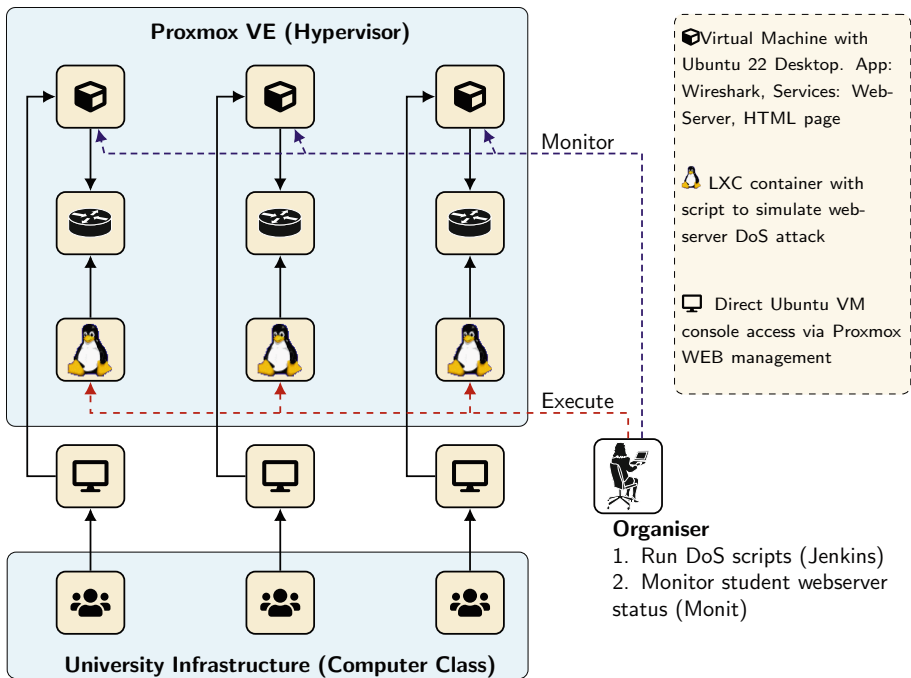 Proxmox VE (Hypervisor)
Virtual Machine with
Ubuntu 22 Desktop. App:
Wireshark, Services: Web-
Server, HTML page
Monitor
LXC container with
script to simulate web-
server DoS attack
Direct Ubuntu VM
console access via Proxmox
WEB management
Execute
Organiser
1. Run DoS scripts (Jenkins)
2. Monitor student webserver
status (Monit)
University Infrastructure (Computer Class)